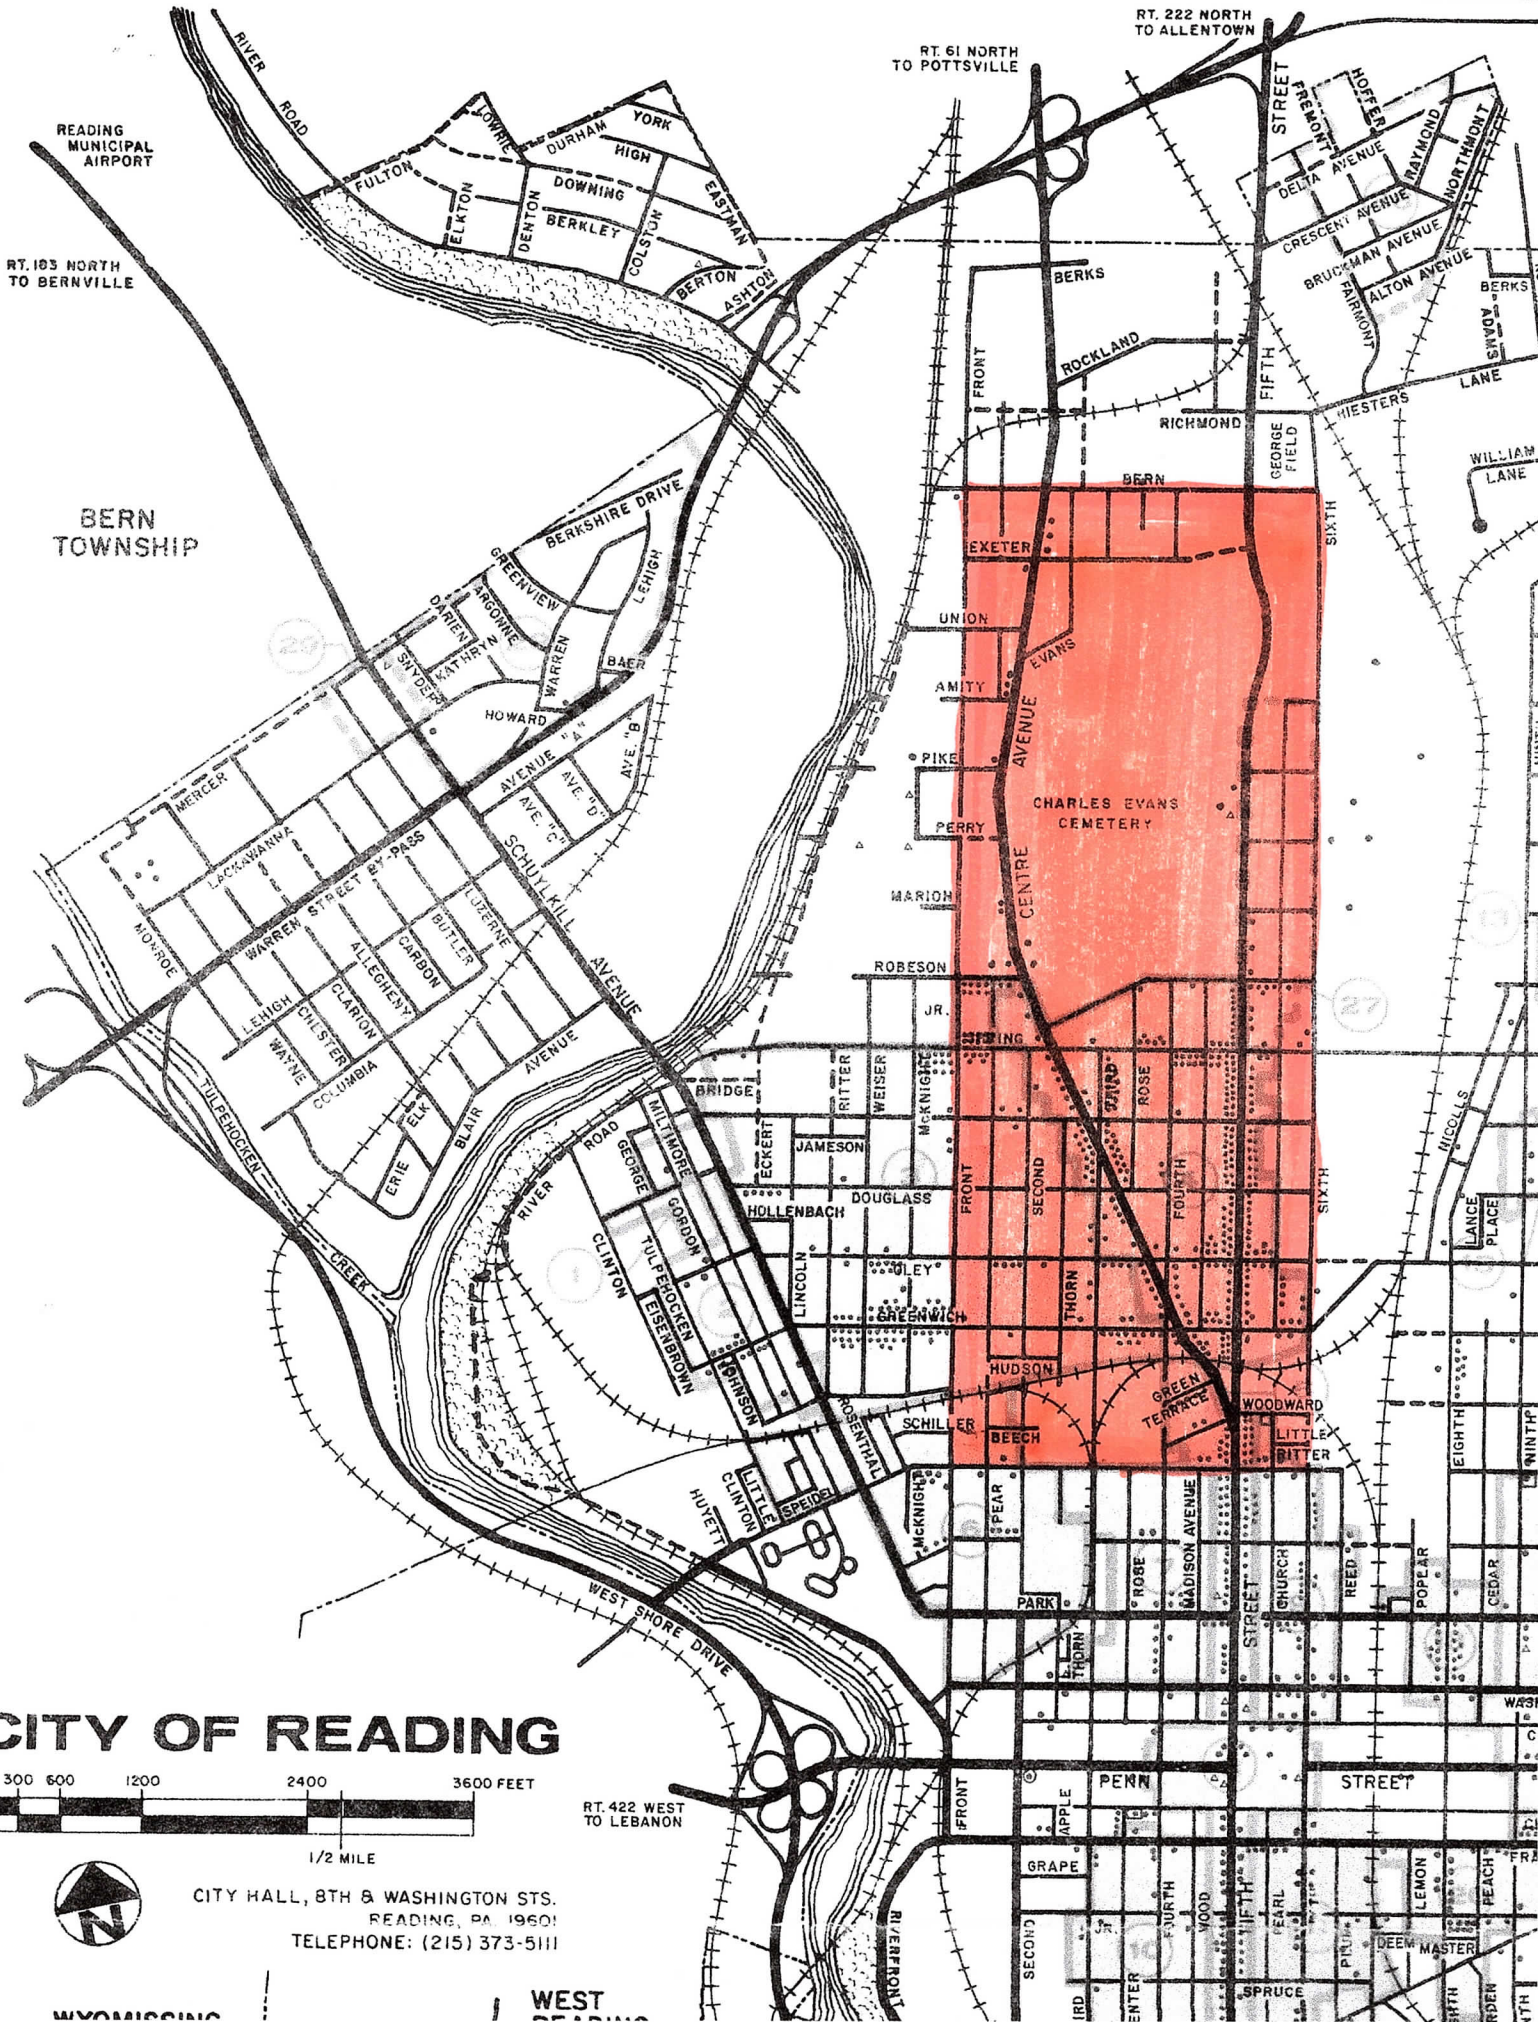 RT. 222 NORTH
TO ALLENTOWN
RT. 61 NORTH
TO POTTSVILLE
RIVER
ROAD
READING
MUNICIPAL
AIRPORT
RT. 183 NORTH
TO BERNVILLE
LOWRIE
DURHAM
YORK
HIGH
FULTON
DOWNING
ELKTON
DENTON
BERKLEY
COLSTON
EASTMAN
BERTON
ASHTON
STREET
FREMONT
HOFFER
DELTA AVENUE
RAYMOND
NORTHMONT
CRESCENT AVENUE
BRUCKMAN AVENUE
ALTON AVENUE
FAIRMONT
BERKS
ADAMS
LANE
HIESTERS
BERKS
FRONT
ROCKLAND
FIFTH
RICHMOND
GEORGE
FIELD
WILLIAM
LANE
BERN
SIXTH
BERN
TOWNSHIP
BERKSHIRE DRIVE
GREENVIEW
LEHIGH
ARGONNE
DARIEN
KATHRYN
WARREN
SNYDER
BAER
HOWARD
AVENUE "A"
AVE. "B"
AVE. "D"
AVE. "C"
EXETER
UNION
EVANS
AMITY
PIKE
PERRY
MARION
ROBESON
AVENUE
CENTRE
CHARLES EVANS
CEMETERY
MERCER
LACKAWANNA
WARREN STREET BY-PASS
SCHUYLKILL
AVENUE
MONROE
LUZERNE
BUTLER
CARBON
ALLEGHENY
CLARION
CHESTER
WAYNE
LEHIGH
COLUMBIA
AVENUE
ELK
BLAIR
ERIE
TULPEHOCKEN
CREEK
29
27
13
JR.
BRIDGE
RITTER
WEISER
McKNIGHT
THIRD
ROSE
ECKERT
JAMESON
DOUGLASS
HOLLENBACH
FRONT
SECOND
FOURTH
SIXTH
NICOLLS
LANCE
PLACE
ROAD
RIVER
MILTIMORE
GEORGE
GORDON
CLINTON
TULPEHOCKEN
EISENBROWN
JOHNSON
LINCOLN
OLEY
GREENWICH
THORN
HUDSON
GREEN
TERRACE
WOODWARD
LITTLE
RITTER
SCHILLER
BEECH
ROSENTHAL
EIGHTH
NINTH
LITTLE
CLINTON
SPEIDEL
HUYETT
McKNIGHT
PEAR
ROSE
MADISON AVENUE
STREET
CHURCH
REED
POPLAR
CEDAR
PARK
THORN
WEST SHORE DRIVE
CITY OF READING
300 600 1200 2400 3600 FEET
1/2 MILE
N
CITY HALL, 8TH & WASHINGTON STS.
READING, PA. 19601
TELEPHONE: (215) 373-5111
RT. 422 WEST
TO LEBANON
FRONT
PENN
STREET
APPLE
GRAPE
SECOND
JR.
FOURTH
WOOD
FIFTH
PEARL
LEMON
PEACH
DEEM
MASTER
SPRUCE
RIVERFRONT
10
WYOMISSING
WEST
READING